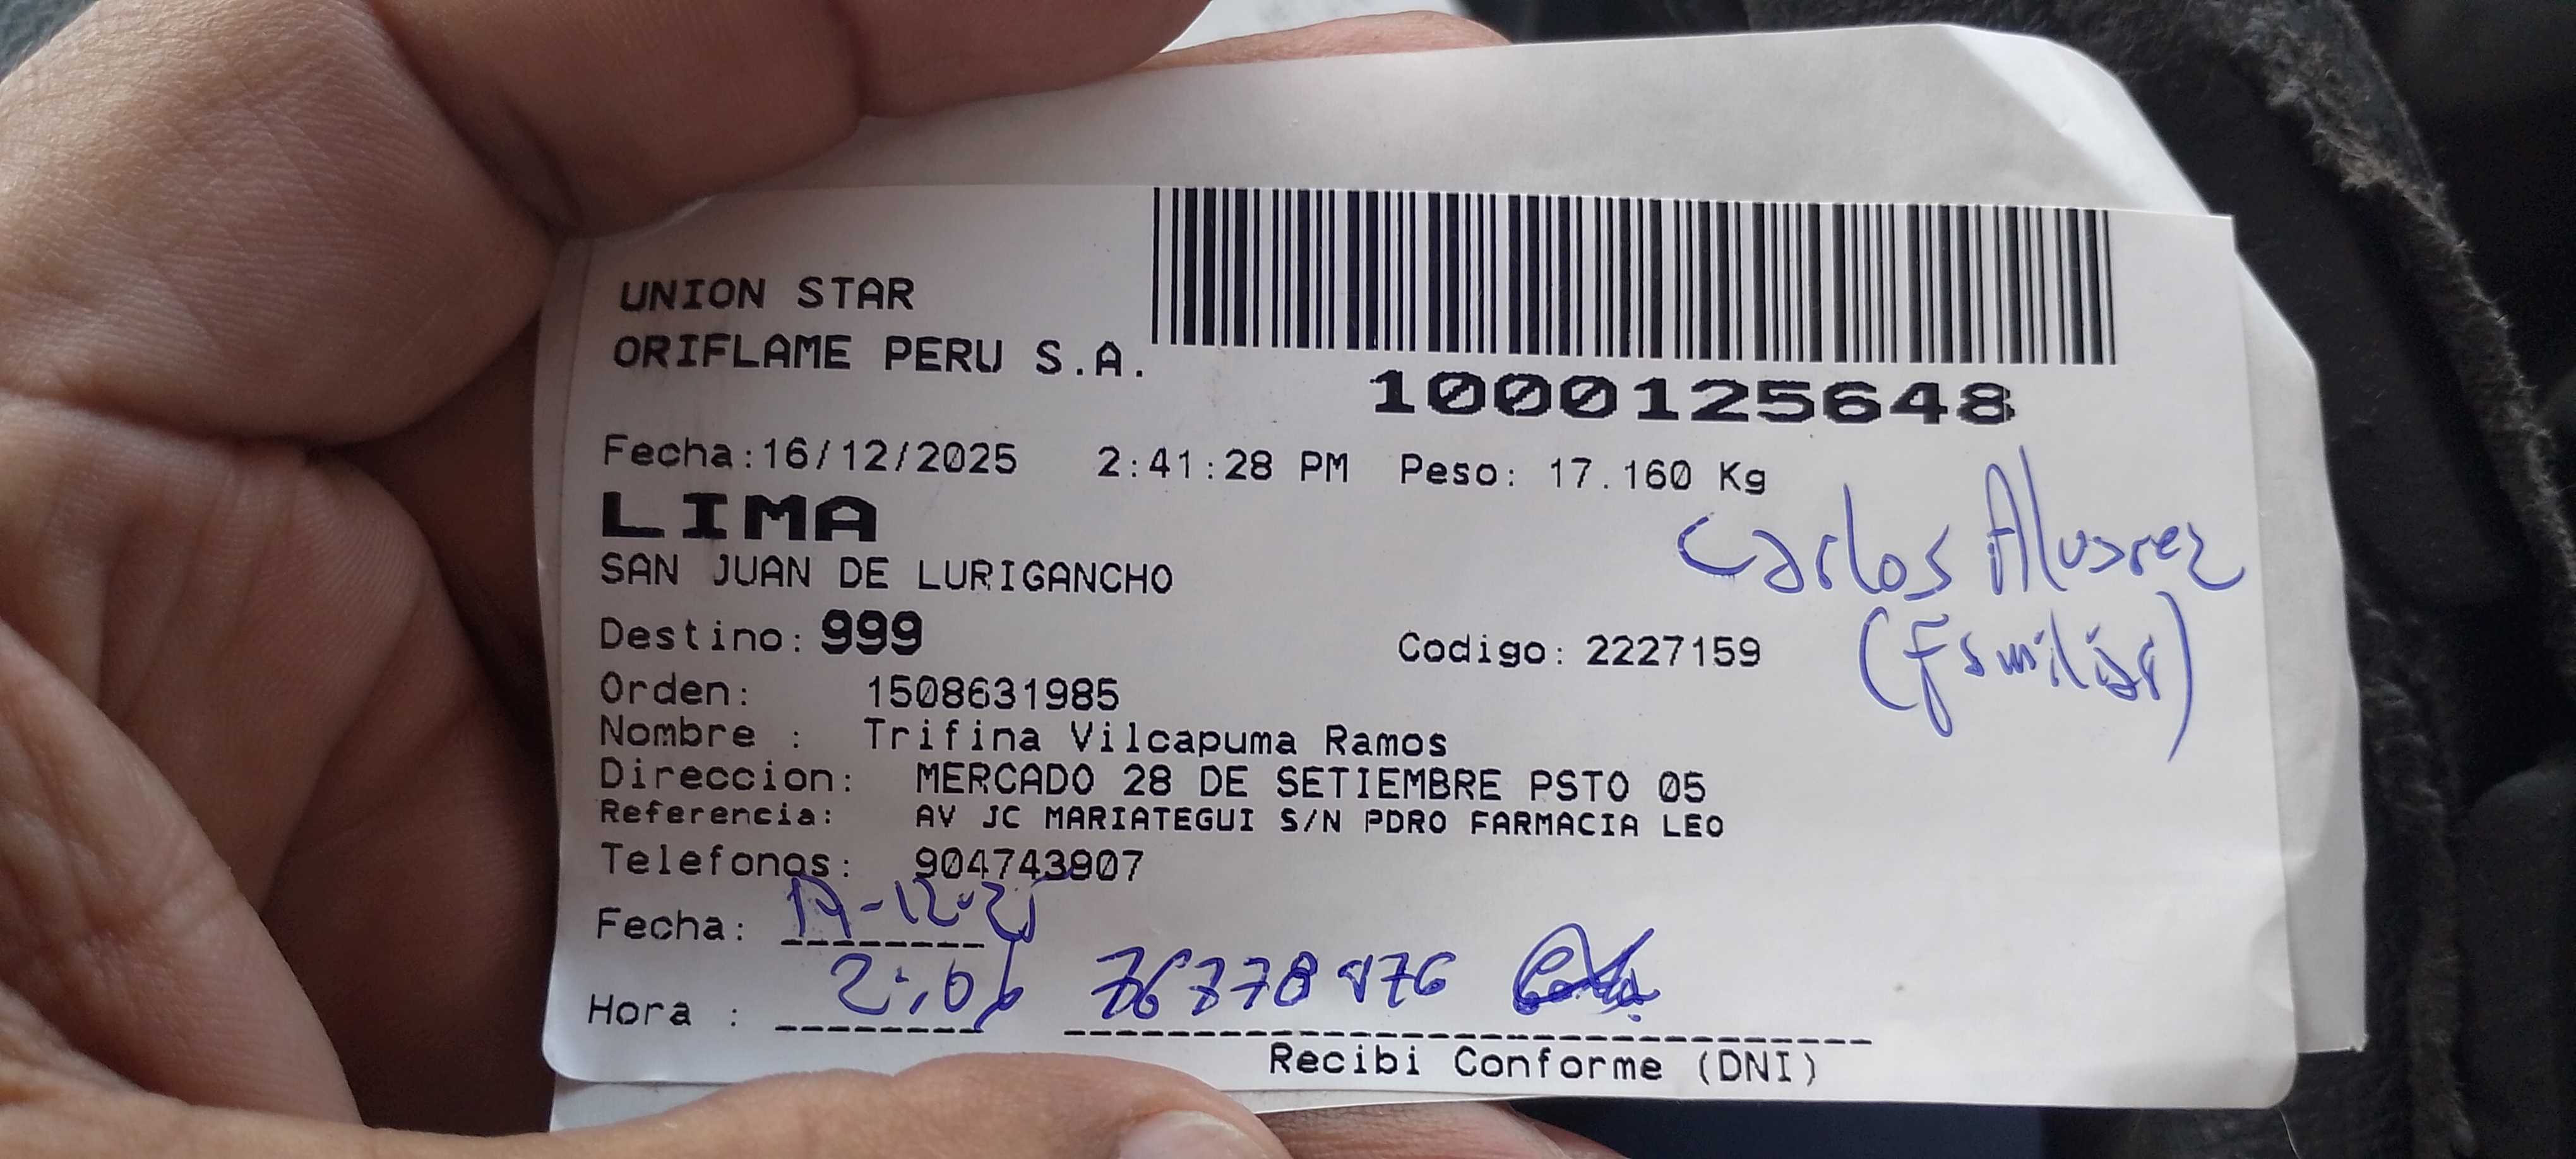 UNION STAR
ORIFLAME PERU S.A.
1000125648
Fecha:16/12/2025 2:41:28 PM Peso: 17.160 Kg
LIMA
SAN JUAN DE LURIGANCHO
Carlos Alvarez
(Familiar)
Destino: 999 Codigo: 2227159
Orden: 1508631985
Nombre : Trifina Vilcapuma Ramos
Direccion: MERCADO 28 DE SETIEMBRE PSTO 05
Referencia: AV JC MARIATEGUI S/N PDRO FARMACIA LEO
Telefonos: 904743907
Fecha:
Hora :
Recibi Conforme (DNI)